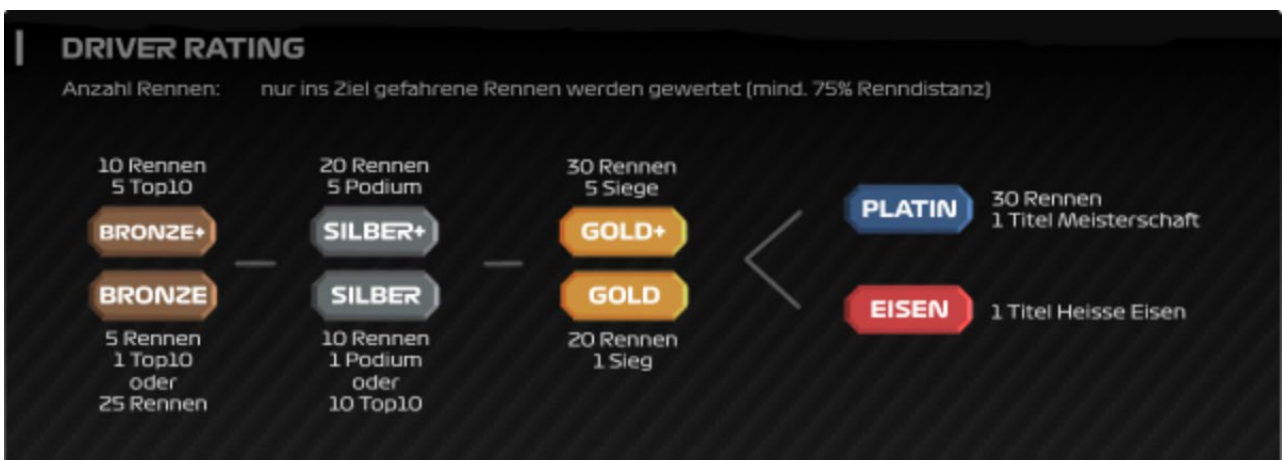 DRIVER RATING
Anzahl Rennen: nur ins Ziel gefahrene Rennen werden gewertet (mind. 75% Renndistanz)
10 Rennen
5 Top10
BRONZE+
BRONZE
5 Rennen
1 Top10
oder
25 Rennen
20 Rennen
5 Podium
SILBER+
SILBER
10 Rennen
1 Podium
oder
10 Top10
30 Rennen
5 Siege
GOLD+
GOLD
20 Rennen
1 Sieg
PLATIN
30 Rennen
1 Titel Meisterschaft
EISEN
1 Titel Heisse Eisen